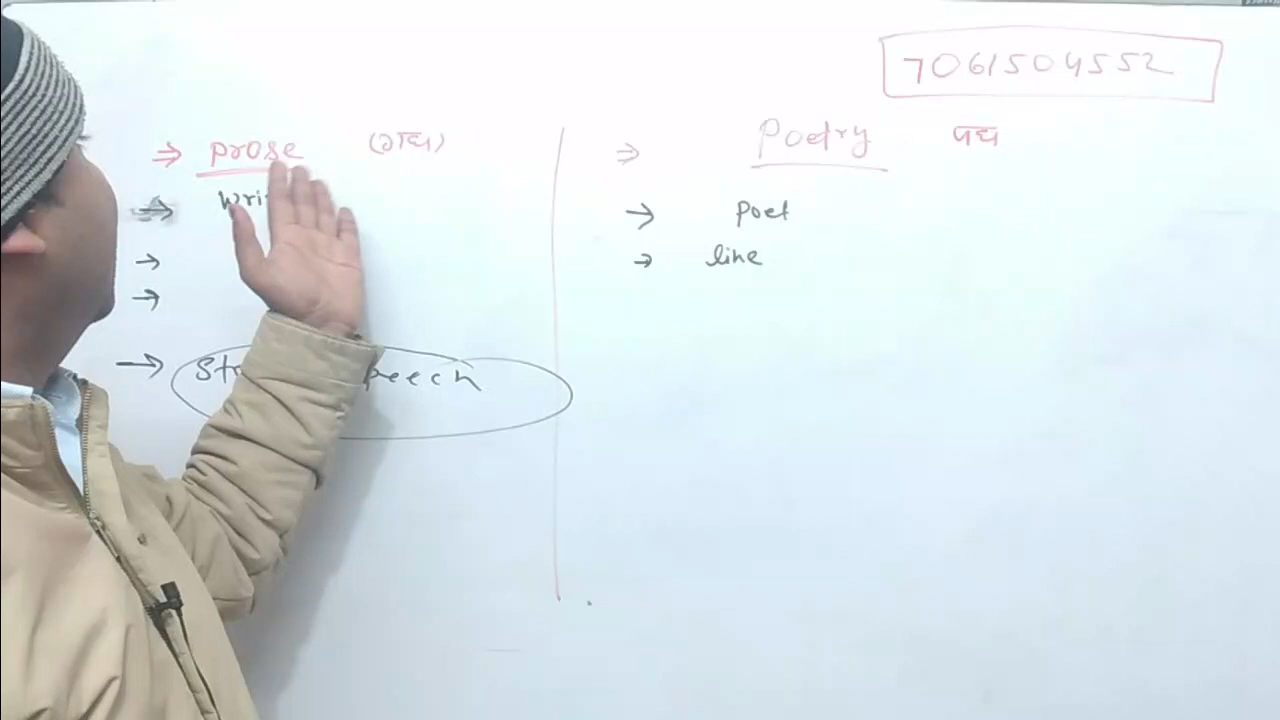 7061504552
⇒ prose (गद्य)
⇒ Poetry पद्य
→ poet
→ line